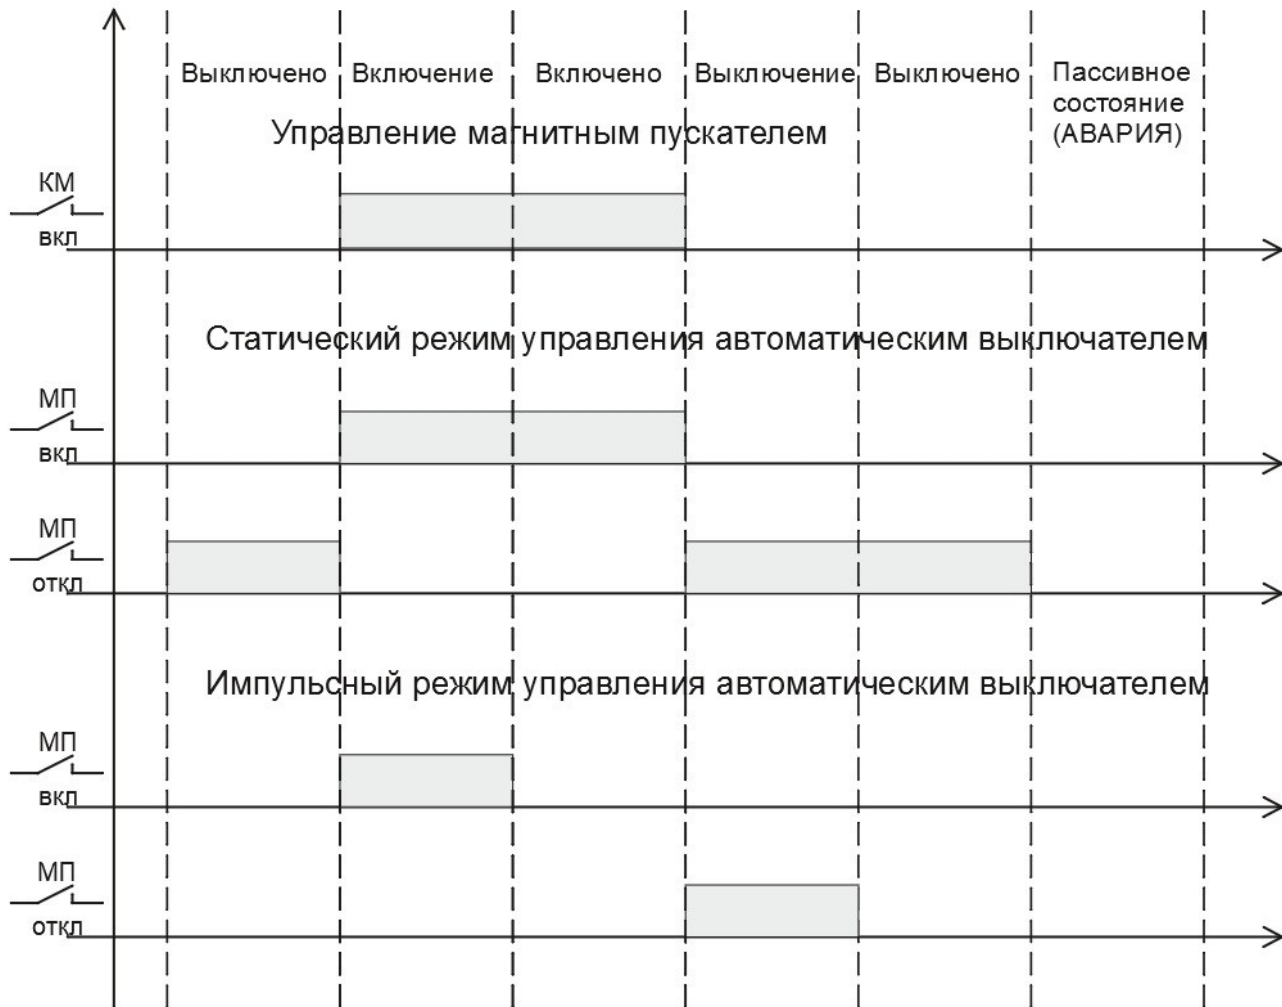 Выключено Включение Включено Выключение Выключено Пассивное
состояние
(АВАРИЯ)
Управление магнитным пускателем
КМ
вкл
Статический режим управления автоматическим выключателем
МП
вкл
МП
откл
Импульсный режим управления автоматическим выключателем
МП
вкл
МП
откл